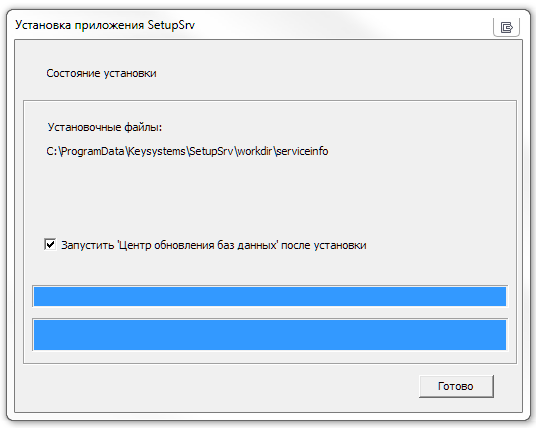 Установка приложения SetupSrv
Состояние установки
Установочные файлы:
C:\ProgramData\Keysystems\SetupSrv\workdir\serviceinfo
Запустить 'Центр обновления баз данных' после установки
Готово